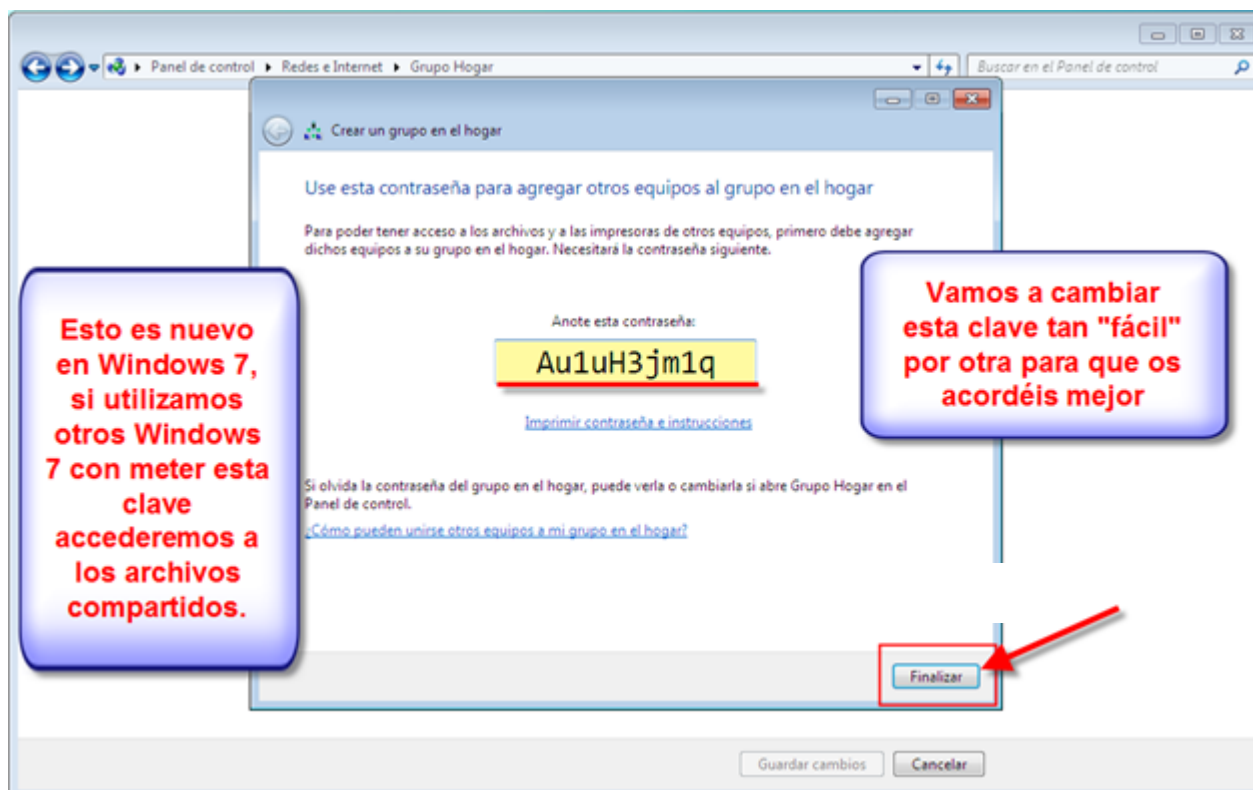 Panel de control ▸ Redes e Internet ▸ Grupo Hogar
Buscar en el Panel de control
Crear un grupo en el hogar
Use esta contraseña para agregar otros equipos al grupo en el hogar
Para poder tener acceso a los archivos y a las impresoras de otros equipos, primero debe agregar
dichos equipos a su grupo en el hogar. Necesitará la contraseña siguiente.
Esto es nuevo
en Windows 7,
si utilizamos
otros Windows
7 con meter esta
clave
accederemos a
los archivos
compartidos.
Vamos a cambiar
esta clave tan "fácil"
por otra para que os
acordéis mejor
Anote esta contraseña:
Au1uH3jm1q
Imprimir contraseña e instrucciones
Si olvida la contraseña del grupo en el hogar, puede verla o cambiarla si abre Grupo Hogar en el
Panel de control.
¿Cómo pueden unirse otros equipos a mi grupo en el hogar?
Finalizar
Guardar cambios
Cancelar